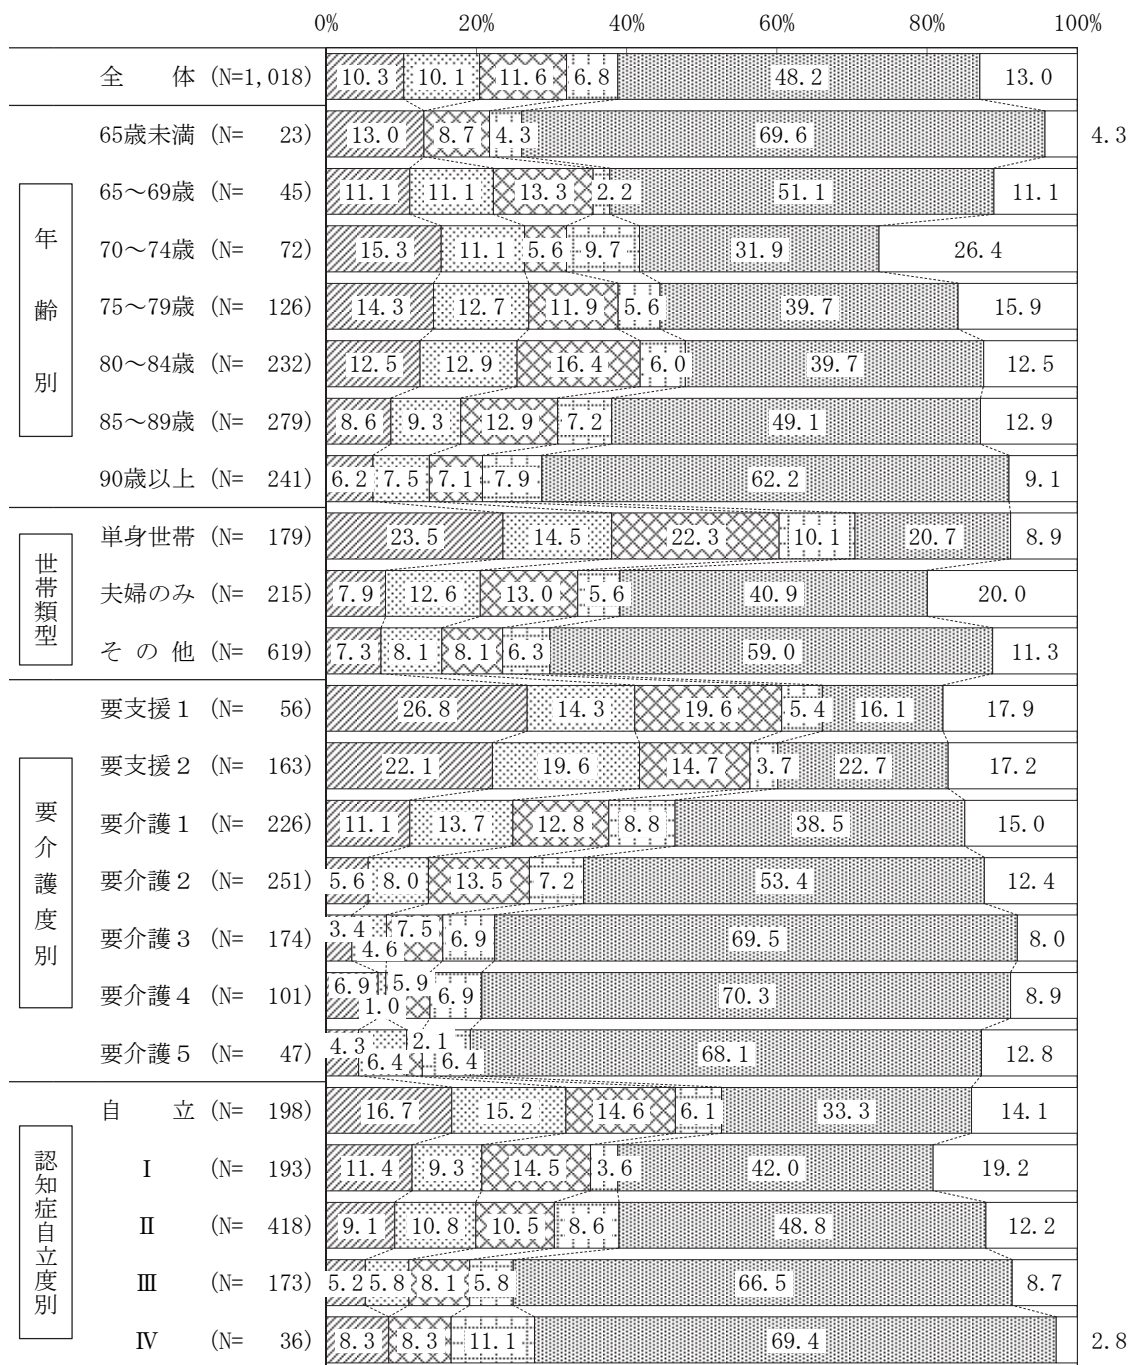 0% 20% 40% 60% 80% 100%
全　体 (N=1,018) 10.3 10.1 11.6 6.8 48.2 13.0
年齢別
65歳未満 (N= 23) 13.0 8.7 4.3 69.6 4.3
65～69歳 (N= 45) 11.1 11.1 13.3 2.2 51.1 11.1
70～74歳 (N= 72) 15.3 11.1 5.6 9.7 31.9 26.4
75～79歳 (N= 126) 14.3 12.7 11.9 5.6 39.7 15.9
80～84歳 (N= 232) 12.5 12.9 16.4 6.0 39.7 12.5
85～89歳 (N= 279) 8.6 9.3 12.9 7.2 49.1 12.9
90歳以上 (N= 241) 6.2 7.5 7.1 7.9 62.2 9.1
世帯類型
単身世帯 (N= 179) 23.5 14.5 22.3 10.1 20.7 8.9
夫婦のみ (N= 215) 7.9 12.6 13.0 5.6 40.9 20.0
そ の 他 (N= 619) 7.3 8.1 8.1 6.3 59.0 11.3
要介護度別
要支援１ (N= 56) 26.8 14.3 19.6 5.4 16.1 17.9
要支援２ (N= 163) 22.1 19.6 14.7 3.7 22.7 17.2
要介護１ (N= 226) 11.1 13.7 12.8 8.8 38.5 15.0
要介護２ (N= 251) 5.6 8.0 13.5 7.2 53.4 12.4
要介護３ (N= 174) 3.4 4.6 7.5 6.9 69.5 8.0
要介護４ (N= 101) 6.9 1.0 5.9 6.9 70.3 8.9
要介護５ (N= 47) 4.3 6.4 2.1 6.4 68.1 12.8
認知症自立度別
自　立 (N= 198) 16.7 15.2 14.6 6.1 33.3 14.1
Ⅰ (N= 193) 11.4 9.3 14.5 3.6 42.0 19.2
Ⅱ (N= 418) 9.1 10.8 10.5 8.6 48.8 12.2
Ⅲ (N= 173) 5.2 5.8 8.1 5.8 66.5 8.7
Ⅳ (N= 36) 8.3 8.3 11.1 69.4 2.8